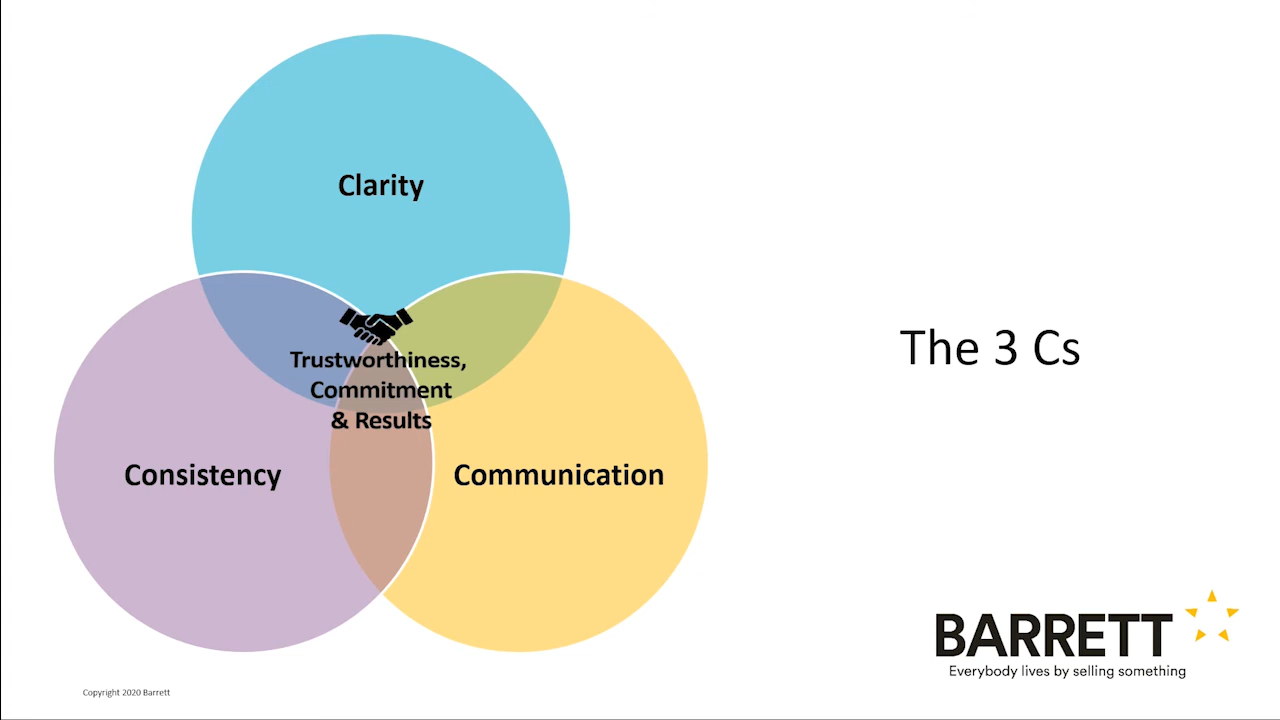 Clarity
Trustworthiness,
Commitment
& Results
Consistency
Communication
The 3 Cs
BARRETT
Everybody lives by selling something
Copyright 2020 Barrett